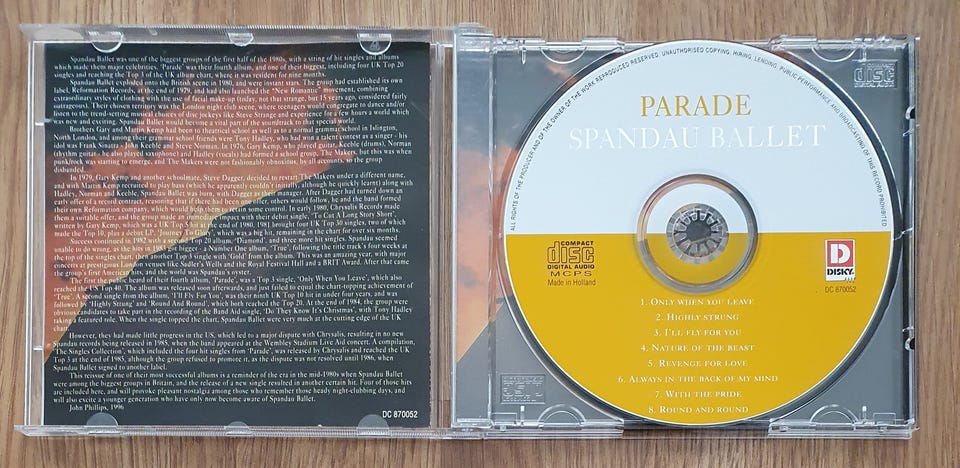 Spandau Ballet was one of the biggest groups of the first half of the 1980s, with a string of hit singles and albums
which made them major celebrities. 'Parade' was their fourth album, and one of their biggest, including four UK Top 20
singles and reaching the Top 3 of the UK album chart, where it was resident for nine months.
Spandau Ballet exploded onto the British scene in 1980, and were instant stars. The group had established its own
label, Reformation Records, at the end of 1979, and had also launched the "New Romantic" movement, combining
extraordinary styles of clothing with the use of facial make-up (today, not that strange, but 15 years ago, considered fairly
outrageous). Their chosen territory was the London night club scene, where teenagers would congregate to dance and/or
listen to the trend-setting musical choices of disc jockeys like Steve Strange and experience for a few hours a world which
was new and exciting. Spandau Ballet would become a vital part of the soundtrack to that special world.
Brothers Gary and Martin Kemp had been to theatrical school as well as to a normal grammar school in Islington,
North London, and among their grammar school friends were Tony Hadley, who had won a talent contest as a singer - his
idol was Frank Sinatra - John Keeble and Steve Norman. In 1976, Gary Kemp, who played guitar, Keeble (drums), Norman
(rhythm guitar - he also played saxophone) and Hadley (vocals) had formed a school group, The Makers, but this was when
punk rock was starting to emerge, and The Makers were not fashionably obnoxious, by all accounts, so the group
disbanded.
In 1979, Gary Kemp and another schoolmate, Steve Dagger, decided to restart The Makers under a different name,
and with Martin Kemp recruited to play bass (which he apparently couldn't initially, although he quickly learnt) along with
Hadley, Norman and Keeble, Spandau Ballet was born, with Dagger as their manager. After Dagger had turned down an
early offer of a record contract, reasoning that if there had been one offer, others would follow, he and the band formed
their own Reformation company, which would help them to retain some control. In early 1980, Chrysalis Records made
them a suitable offer, and the group made an immediate impact with their debut single, 'To Cut A Long Story Short',
written by Gary Kemp, which was a UK Top 5 hit at the end of 1980. 1981 brought four UK Top 30 singles, two of which
made the Top 10, plus a debut LP, 'Journeys To Glory', which was a big hit, remaining in the chart for over six months.
Success continued in 1982 with a second Top 20 album, 'Diamond', and three more hit singles. Spandau seemed
unable to do wrong, as the hits in 1983 got bigger - a Number One album, 'True', following the title track's four weeks at
the top of the singles chart, then another Top 3 single with 'Gold' from the album. This was an amazing year, with major
concerts at prestigious London venues like Sadler's Wells and the Royal Festival Hall and a BRIT Award. After that came
the group's first American hits, and the world was Spandau's oyster.
The first the public heard of their fourth album, 'Parade', was a Top 3 single, 'Only When You Leave', which also
reached the US Top 40. The album was released soon afterwards, and just failed to equal the chart-topping achievement of
'True'. A second single from the album, 'I'll Fly For You', was their ninth UK Top 10 hit in under four years, and was
followed by 'Highly Strung' and 'Round And Round', which both reached the Top 20. At the end of 1984, the group were
obvious candidates to take part in the recording of the Band Aid single, 'Do They Know It's Christmas', with Tony Hadley
taking a featured role. When the single topped the chart, Spandau Ballet were very much at the cutting edge of the UK
chart.
However, they had made little progress in the US, which led to a major dispute with Chrysalis, resulting in no new
Spandau records being released in 1985, when the band appeared at the Wembley Stadium Live Aid concert. A compilation,
'The Singles Collection', which included the four hit singles from 'Parade', was released by Chrysalis and reached the UK
Top 3 at the end of 1985, although the group refused to promote it, as the dispute was not resolved until 1986, when
Spandau Ballet signed to another label.
This reissue of one of their most successful albums is a reminder of the era in the mid-1980s when Spandau Ballet
were among the biggest groups in Britain, and the release of a new single resulted in another certain hit. Four of those hits
are included here, and will provoke pleasant nostalgia among those who remember those heady night-clubbing days, and
will also excite a younger generation who have only now become aware of Spandau Ballet.
John Phillips, 1996
DC 870052
ALL RIGHTS OF THE PRODUCER AND OF THE OWNER OF THE WORK REPRODUCED RESERVED. UNAUTHORISED COPYING, HIRING, LENDING, PUBLIC PERFORMANCE AND BROADCASTING OF THIS RECORD PROHIBITED
PARADE
SPANDAU BALLET
COMPACT
disc
DIGITAL AUDIO
MCPS
Made in Holland
D
DISKY
DC 870052
1. ONLY WHEN YOU LEAVE
2. HIGHLY STRUNG
3. I'LL FLY FOR YOU
4. NATURE OF THE BEAST
5. REVENGE FOR LOVE
6. ALWAYS IN THE BACK OF MY MIND
7. WITH THE PRIDE
8. ROUND AND ROUND
disc